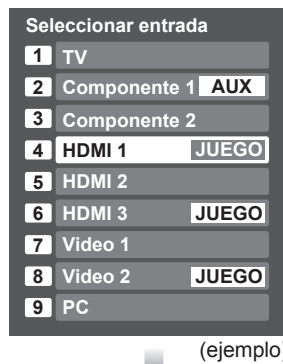 Seleccionar entrada
1 TV
2 Componente 1 AUX
3 Componente 2
4 HDMI 1 JUEGO
5 HDMI 2
6 HDMI 3 JUEGO
7 Video 1
8 Video 2 JUEGO
9 PC
(ejemplo)